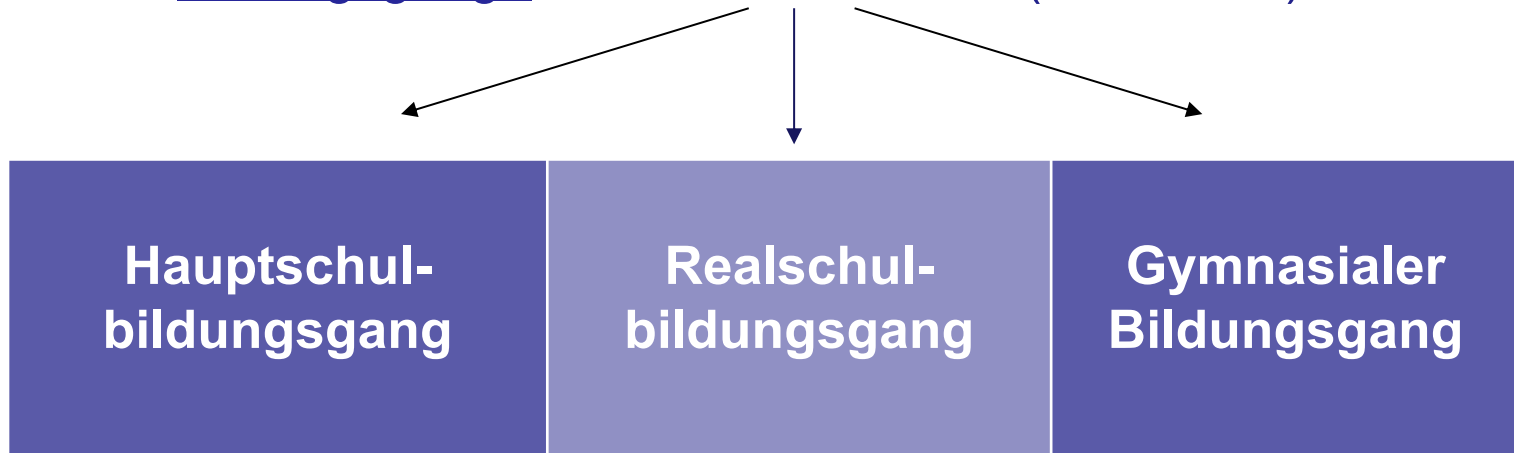 Hauptschul-
bildungsgang
Realschul-
bildungsgang
Gymnasialer
Bildungsgang